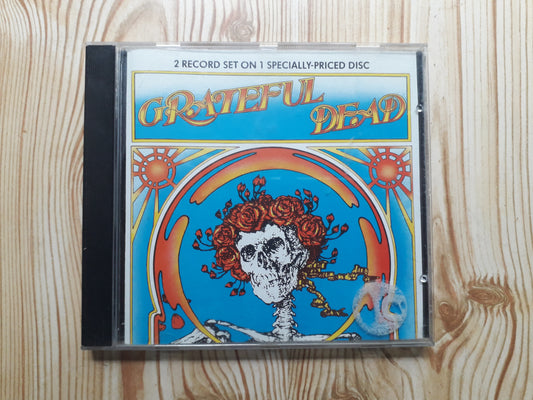 2 RECORD SET ON 1 SPECIALLY-PRICED DISC
GRATEFUL
DEAD